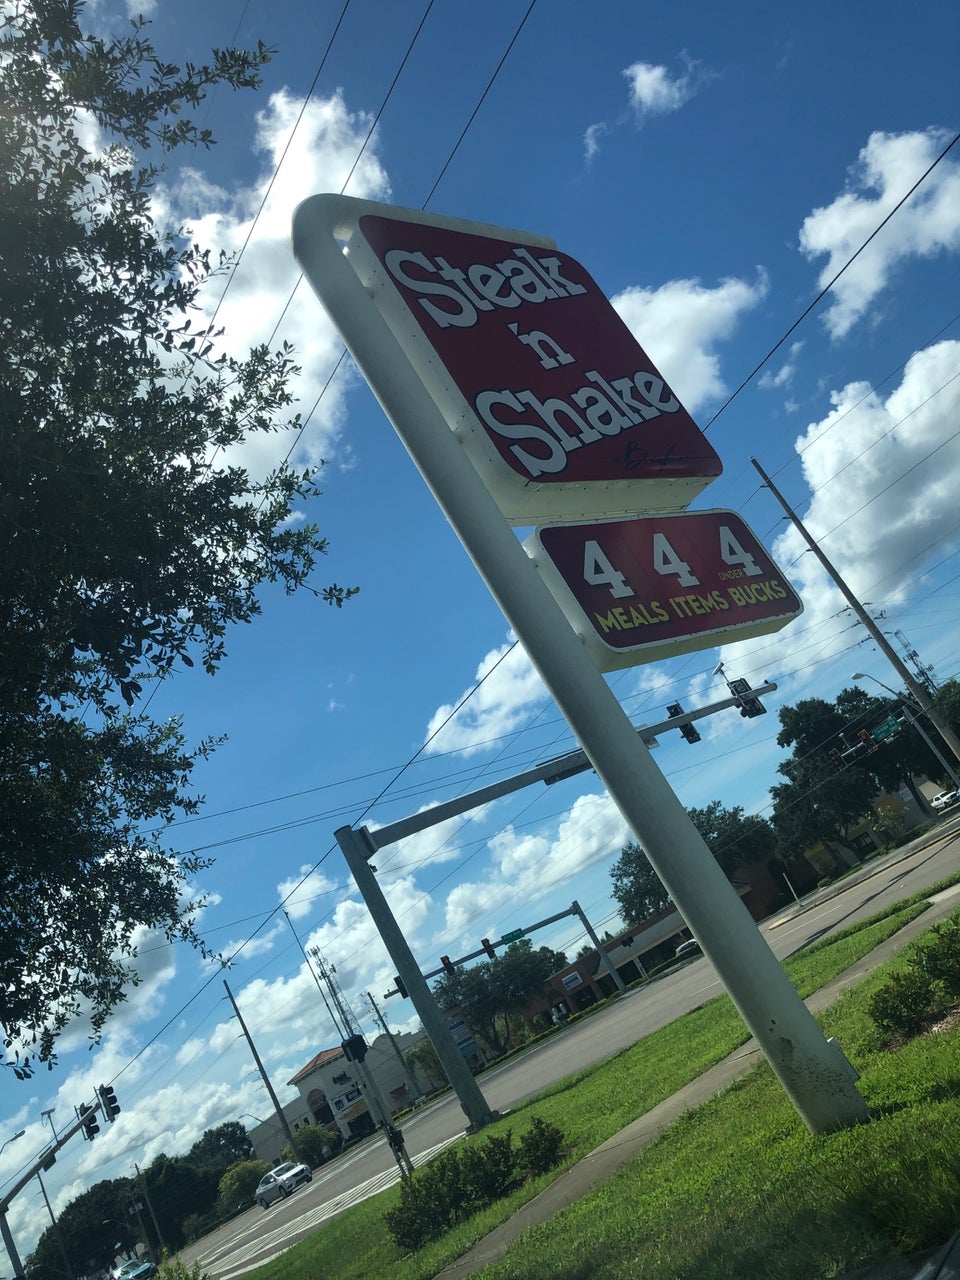 Steak
'n
Shake
4 4 4
UNDER
MEALS ITEMS BUCKS